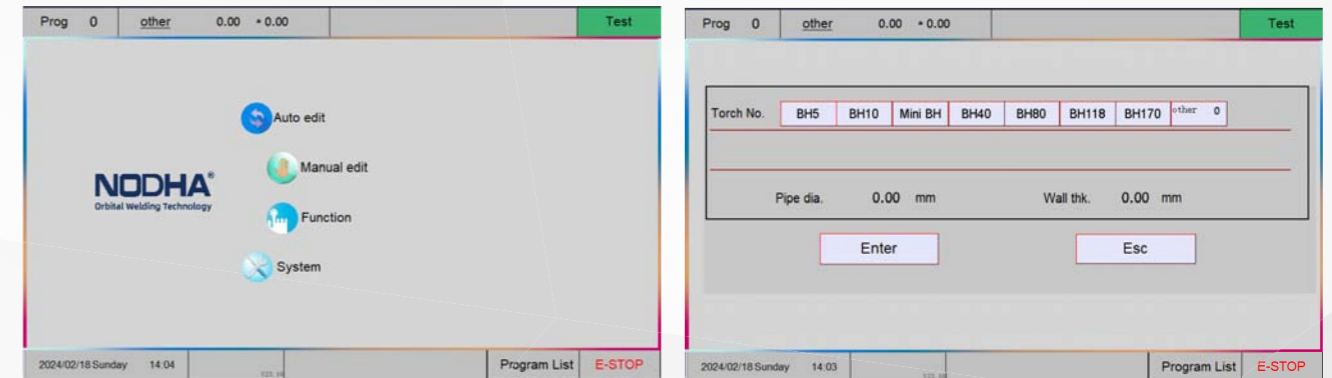 Prog 0 other 0.00 * 0.00 Test
Auto edit
Manual edit
NODHA®
Orbital Welding Technology
Function
System
2024/02/18 Sunday 14:04 Program List E-STOP
Prog 0 other 0.00 * 0.00 Test
Torch No. BH5 BH10 Mini BH BH40 BH80 BH118 BH170 other 0
Pipe dia. 0.00 mm Wall thk. 0.00 mm
Enter Esc
2024/02/18 Sunday 14:03 Program List E-STOP